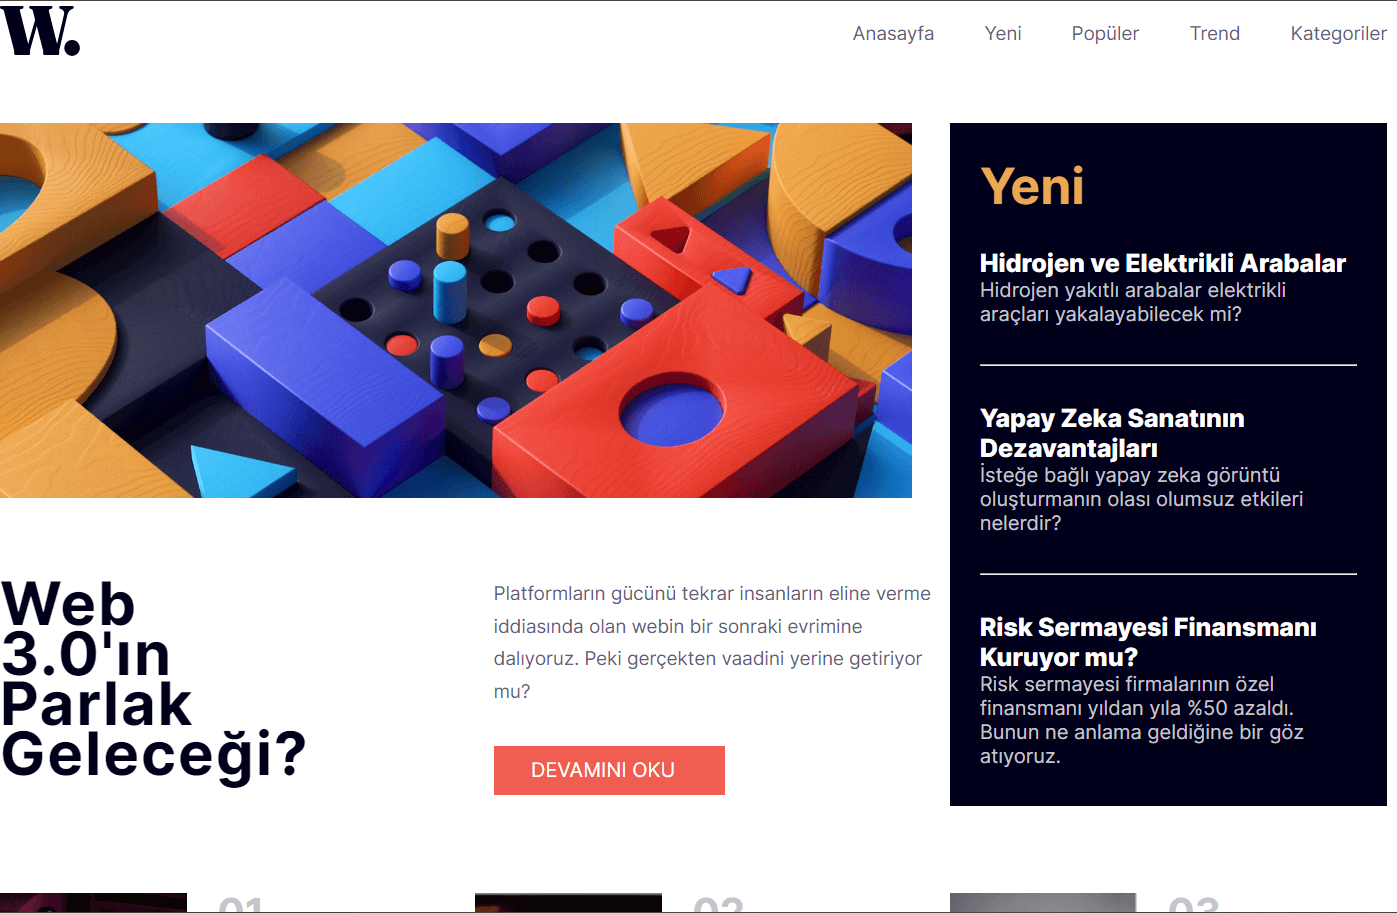 W.
Anasayfa Yeni Popüler Trend Kategoriler
Yeni
Hidrojen ve Elektrikli Arabalar
Hidrojen yakıtlı arabalar elektrikli
araçları yakalayabilecek mi?
Yapay Zeka Sanatının
Dezavantajları
İsteğe bağlı yapay zeka görüntü
oluşturmanın olası olumsuz etkileri
nelerdir?
Risk Sermayesi Finansmanı
Kuruyor mu?
Risk sermayesi firmalarının özel
finansmanı yıldan yıla %50 azaldı.
Bunun ne anlama geldiğine bir göz
atıyoruz.
Web
3.0'ın
Parlak
Geleceği?
Platformların gücünü tekrar insanların eline verme
iddiasında olan webin bir sonraki evrimine
dalıyoruz. Peki gerçekten vaadini yerine getiriyor
mu?
DEVAMINI OKU
01 02 03